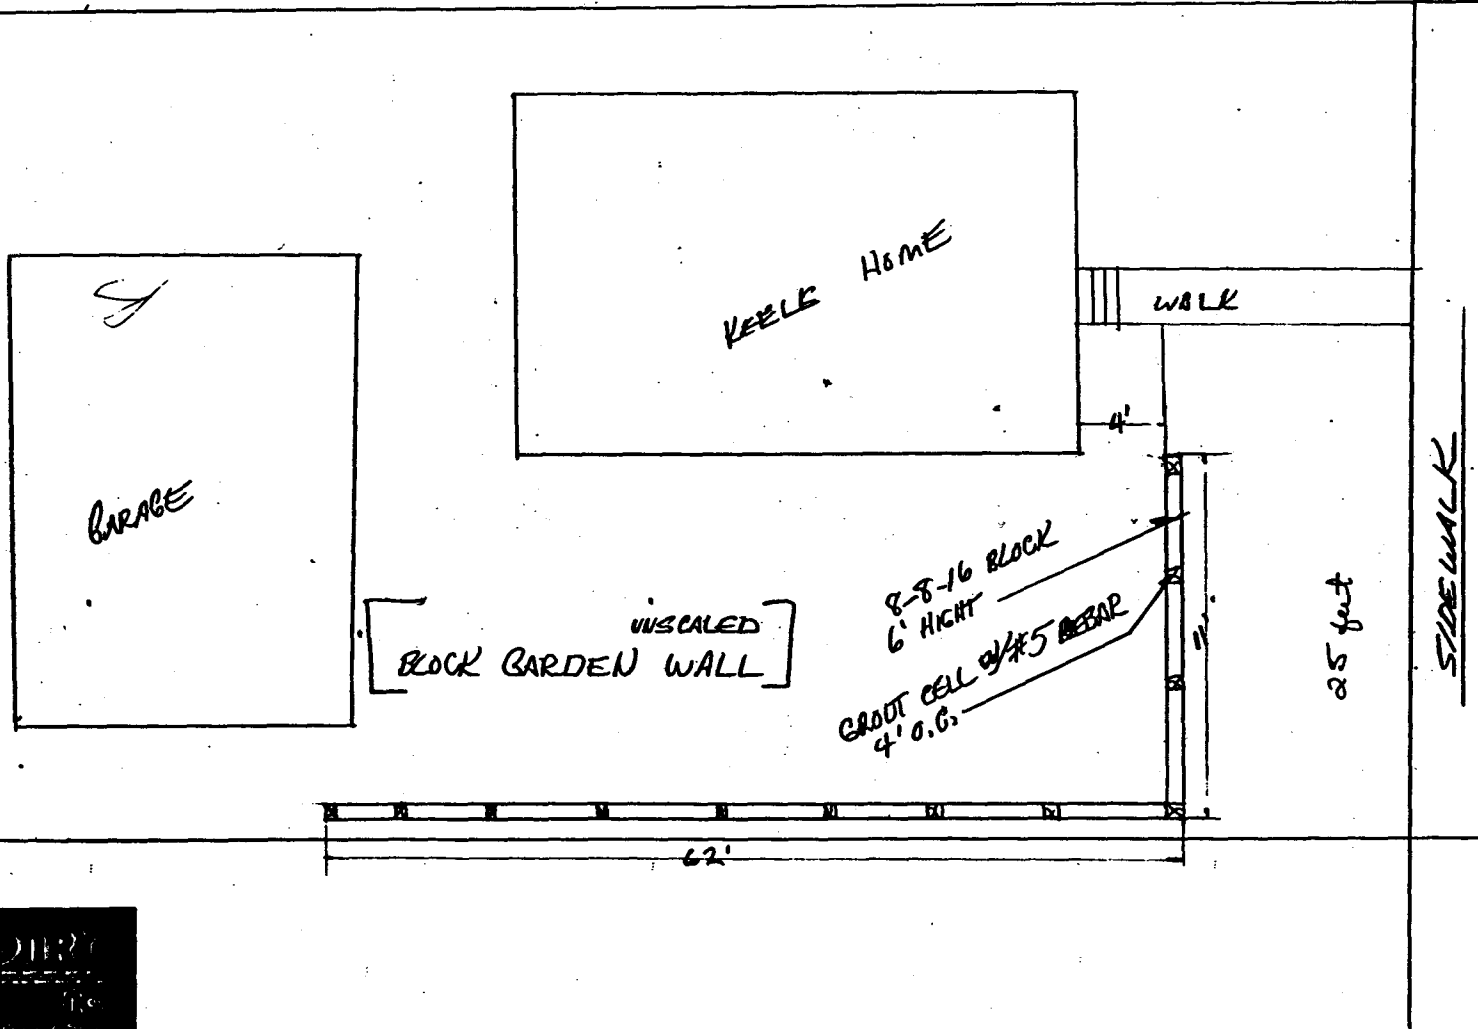 KEELE HOME
WALK
4'
GARAGE
8-8-16 BLOCK
6' HIGHT
GROUT CELL W/#5 REBAR
4' O.C.
11'
25 feet
SIDEWALK
UNSCALED
BLOCK GARDEN WALL
62'